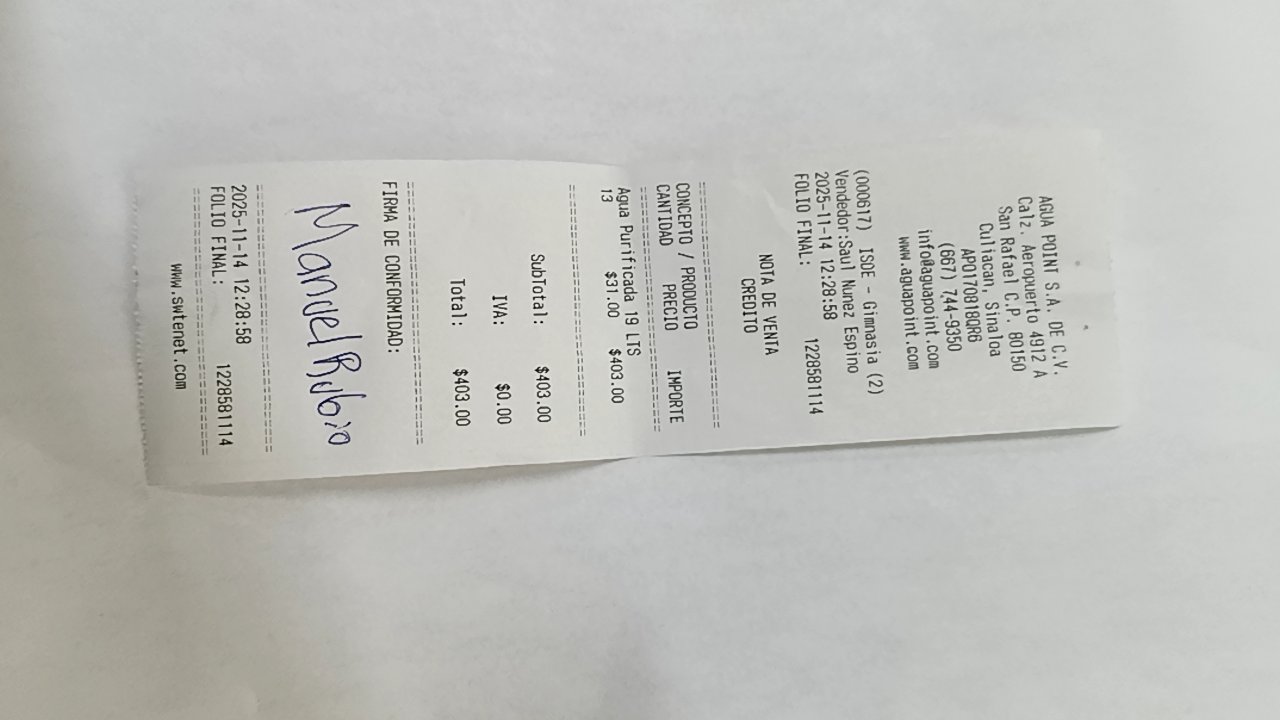 AGUA POINT S.A. DE C.V.
Calz. Aeropuerto 4912 A
San Rafael C.P. 80150
Culiacan, Sinaloa
APO170818QR6
(667) 744-9350
info@aguapoint.com
www.aguapoint.com
(000617) ISDE - Gimnasia (2)
Vendedor:Saul Nunez Espino
2025-11-14 12:28:58
FOLIO FINAL: 1228581114
NOTA DE VENTA
CREDITO
CONCEPTO / PRODUCTO
CANTIDAD PRECIO IMPORTE
Agua Purificada 19 LTS
13 $31.00 $403.00
SubTotal: $403.00
IVA: $0.00
Total: $403.00
FIRMA DE CONFORMIDAD:
Manuel Rubio
2025-11-14 12:28:58
FOLIO FINAL: 1228581114
www.swtenet.com